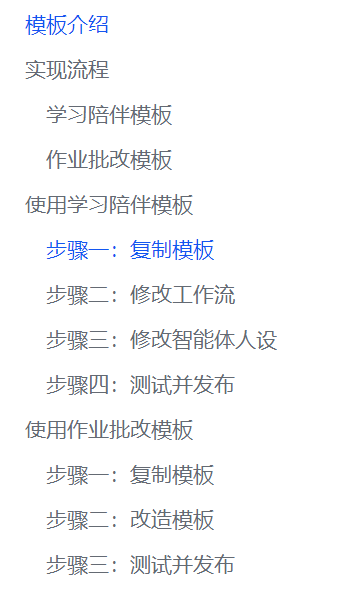 模板介绍
实现流程
学习陪伴模板
作业批改模板
使用学习陪伴模板
步骤一：复制模板
步骤二：修改工作流
步骤三：修改智能体人设
步骤四：测试并发布
使用作业批改模板
步骤一：复制模板
步骤二：改造模板
步骤三：测试并发布